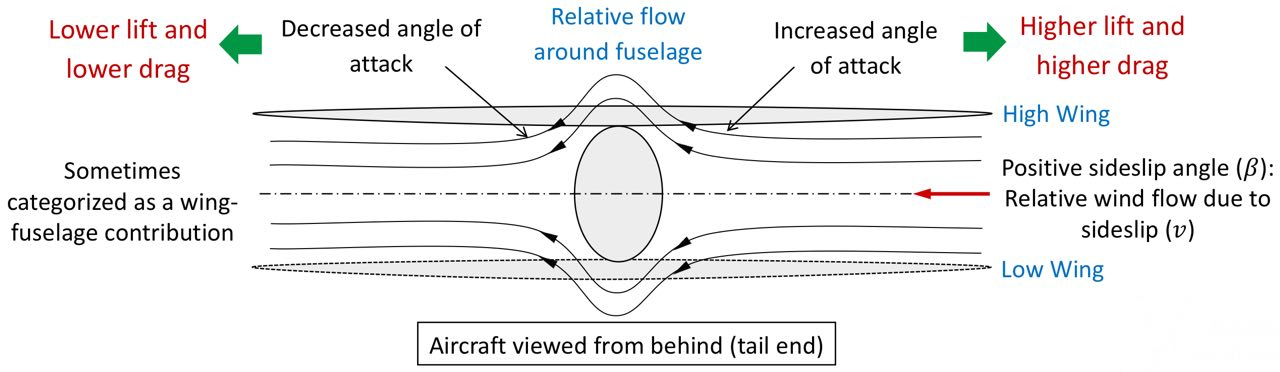 Lower lift and
lower drag
Decreased angle of
attack
Relative flow
around fuselage
Increased angle
of attack
Higher lift and
higher drag
High Wing
Sometimes
categorized as a wing-
fuselage contribution
Positive sideslip angle (β):
Relative wind flow due to
sideslip (v)
Low Wing
Aircraft viewed from behind (tail end)